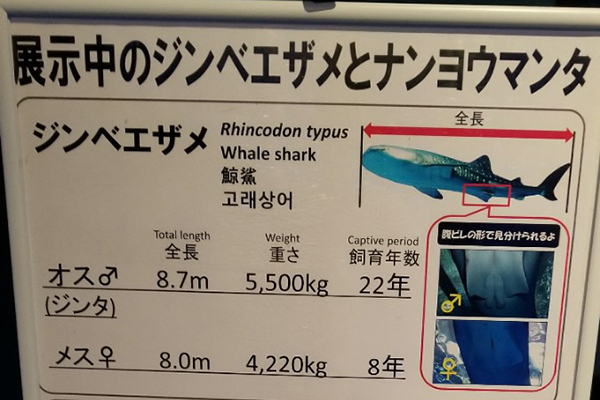 展示中のジンベエザメとナンヨウマンタ
ジンベエザメ
Rhincodon typus
Whale shark
鯨鯊
고래상어
全長
Total length
全長
Weight
重さ
Captive period
飼育年数
オス♂ 8.7m 5,500kg 22年
(ジンタ)
メス♀ 8.0m 4,220kg 8年
腹ビレの形で見分けられるよ
♂
♀